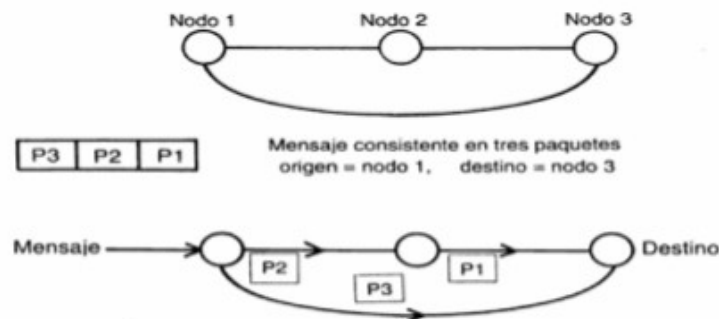 Nodo 1 Nodo 2 Nodo 3
P3 P2 P1
Mensaje consistente en tres paquetes
origen = nodo 1, destino = nodo 3
Mensaje Destino
P2 P1
P3